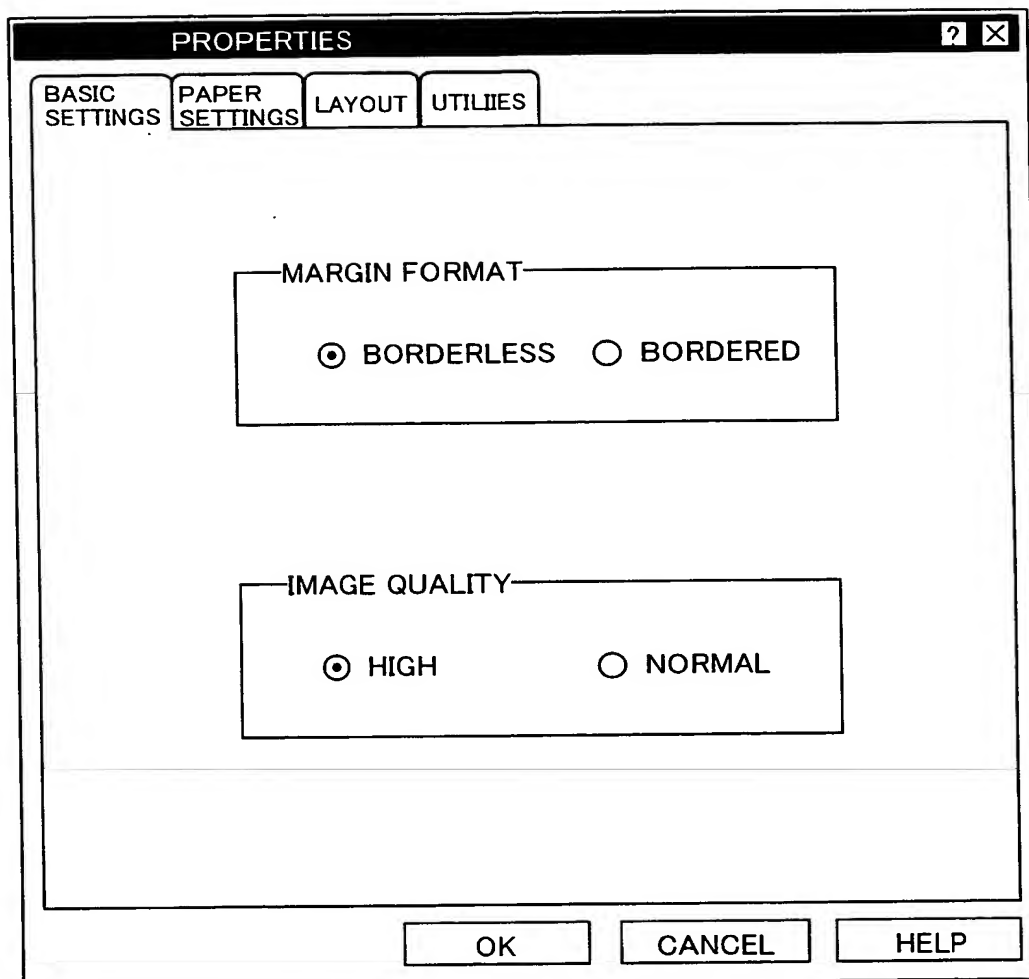 PROPERTIES ?
BASIC SETTINGS
PAPER SETTINGS
LAYOUT
UTILIIES
MARGIN FORMAT
BORDERLESS BORDERED
IMAGE QUALITY
HIGH NORMAL
OK CANCEL HELP